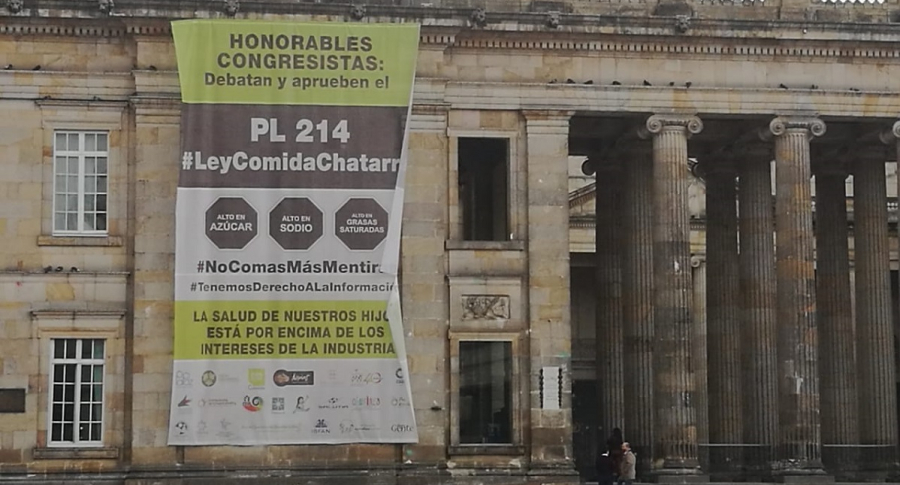 HONORABLES
CONGRESISTAS:
Debatan y aprueben el
PL 214
#LeyComidaChatarr
ALTO EN
AZÚCAR
ALTO EN
SODIO
ALTO EN
GRASAS
SATURADAS
#NoComasMásMentira
#TenemosDerechoALaInformació
LA SALUD DE NUESTROS HIJO
ESTÁ POR ENCIMA DE LOS
INTERESES DE LA INDUSTRIA